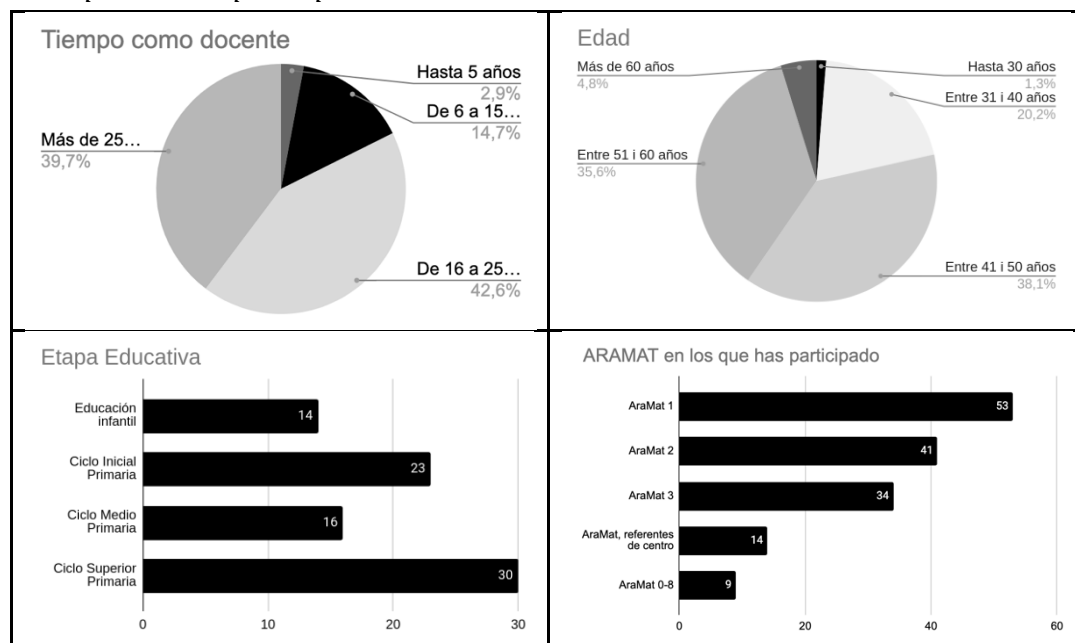 Tiempo como docente
Hasta 5 años
2,9%
De 6 a 15…
14,7%
Más de 25…
39,7%
De 16 a 25…
42,6%
Edad
Más de 60 años
4,8%
Hasta 30 años
1,3%
Entre 31 i 40 años
20,2%
Entre 51 i 60 años
35,6%
Entre 41 i 50 años
38,1%
Etapa Educativa
Educación
infantil
14
Ciclo Inicial
Primaria
23
Ciclo Medio
Primaria
16
Ciclo Superior
Primaria
30
0 10 20 30
ARAMAT en los que has participado
AraMat 1
53
AraMat 2
41
AraMat 3
34
AraMat, referentes
de centro
14
AraMat 0-8
9
0 20 40 60